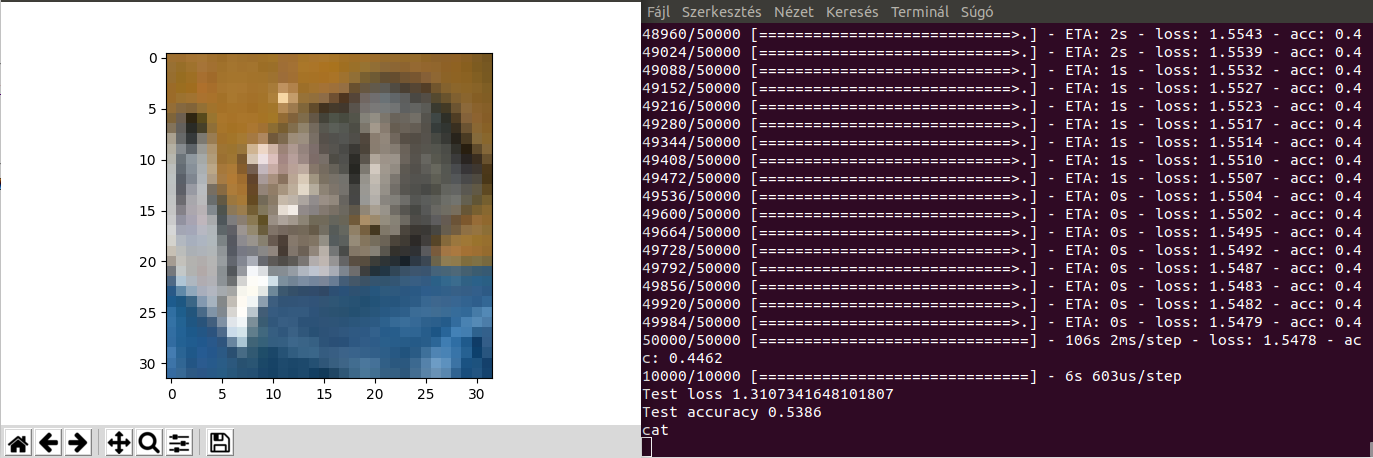 0
5
10
15
20
25
30
0 5 10 15 20 25 30
Fájl Szerkesztés Nézet Keresés Terminál Súgó
48960/50000 [============================>.] - ETA: 2s - loss: 1.5543 - acc: 0.4
49024/50000 [============================>.] - ETA: 2s - loss: 1.5539 - acc: 0.4
49088/50000 [============================>.] - ETA: 1s - loss: 1.5532 - acc: 0.4
49152/50000 [============================>.] - ETA: 1s - loss: 1.5527 - acc: 0.4
49216/50000 [============================>.] - ETA: 1s - loss: 1.5523 - acc: 0.4
49280/50000 [============================>.] - ETA: 1s - loss: 1.5517 - acc: 0.4
49344/50000 [============================>.] - ETA: 1s - loss: 1.5514 - acc: 0.4
49408/50000 [============================>.] - ETA: 1s - loss: 1.5510 - acc: 0.4
49472/50000 [============================>.] - ETA: 1s - loss: 1.5507 - acc: 0.4
49536/50000 [============================>.] - ETA: 0s - loss: 1.5504 - acc: 0.4
49600/50000 [============================>.] - ETA: 0s - loss: 1.5502 - acc: 0.4
49664/50000 [============================>.] - ETA: 0s - loss: 1.5495 - acc: 0.4
49728/50000 [============================>.] - ETA: 0s - loss: 1.5492 - acc: 0.4
49792/50000 [============================>.] - ETA: 0s - loss: 1.5487 - acc: 0.4
49856/50000 [============================>.] - ETA: 0s - loss: 1.5483 - acc: 0.4
49920/50000 [============================>.] - ETA: 0s - loss: 1.5482 - acc: 0.4
49984/50000 [============================>.] - ETA: 0s - loss: 1.5479 - acc: 0.4
50000/50000 [==============================] - 106s 2ms/step - loss: 1.5478 - ac
c: 0.4462
10000/10000 [==============================] - 6s 603us/step
Test loss 1.3107341648101807
Test accuracy 0.5386
cat